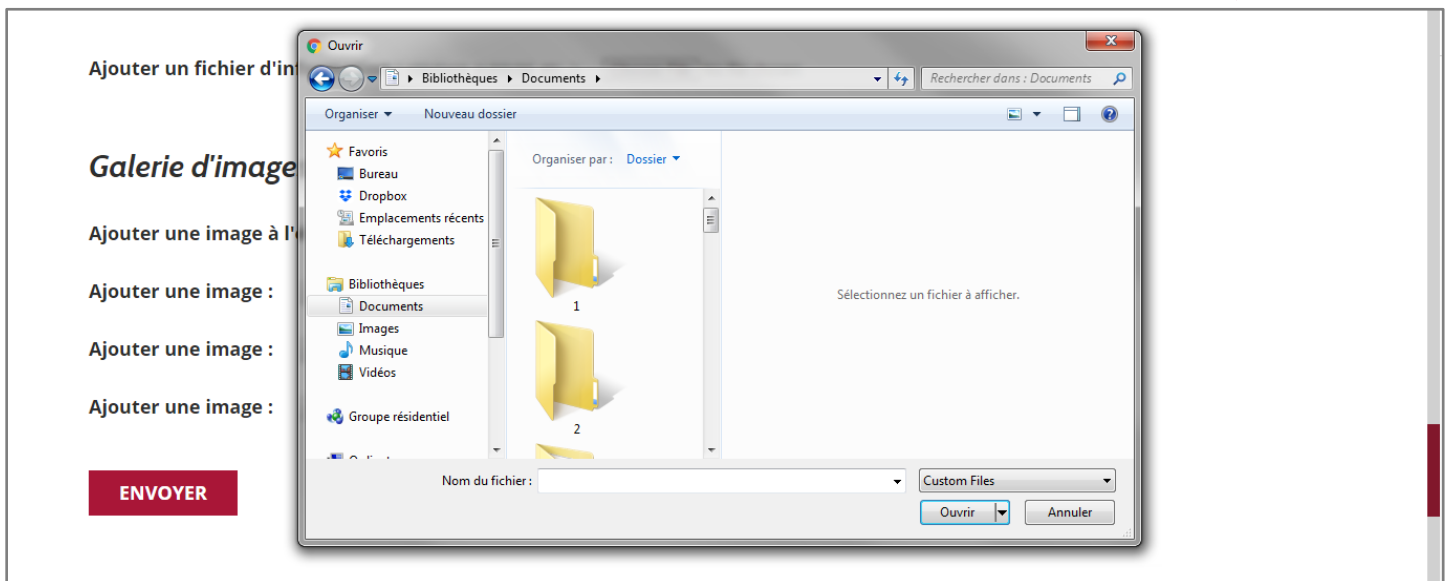 Ouvrir
Ajouter un fichier d'in
Bibliothèques Documents
Rechercher dans : Documents
Organiser Nouveau dossier
Galerie d'image
Favoris
Bureau
Dropbox
Emplacements récents
Téléchargements
Bibliothèques
Documents
Images
Musique
Vidéos
Groupe résidentiel
Organiser par : Dossier
1
2
Sélectionnez un fichier à afficher.
Ajouter une image à l'
Ajouter une image :
Ajouter une image :
Ajouter une image :
Nom du fichier :
Custom Files
Ouvrir
Annuler
ENVOYER